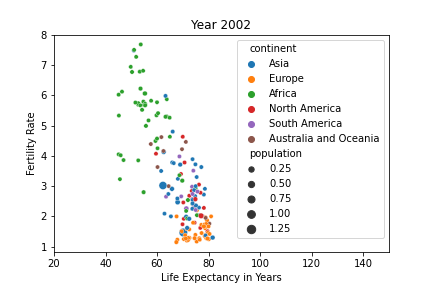 Year 2002
Fertility Rate
8
7
6
5
4
3
2
1
20
40
60
80
100
120
140
Life Expectancy in Years
continent
Asia
Europe
Africa
North America
South America
Australia and Oceania
population
0.25
0.50
0.75
1.00
1.25